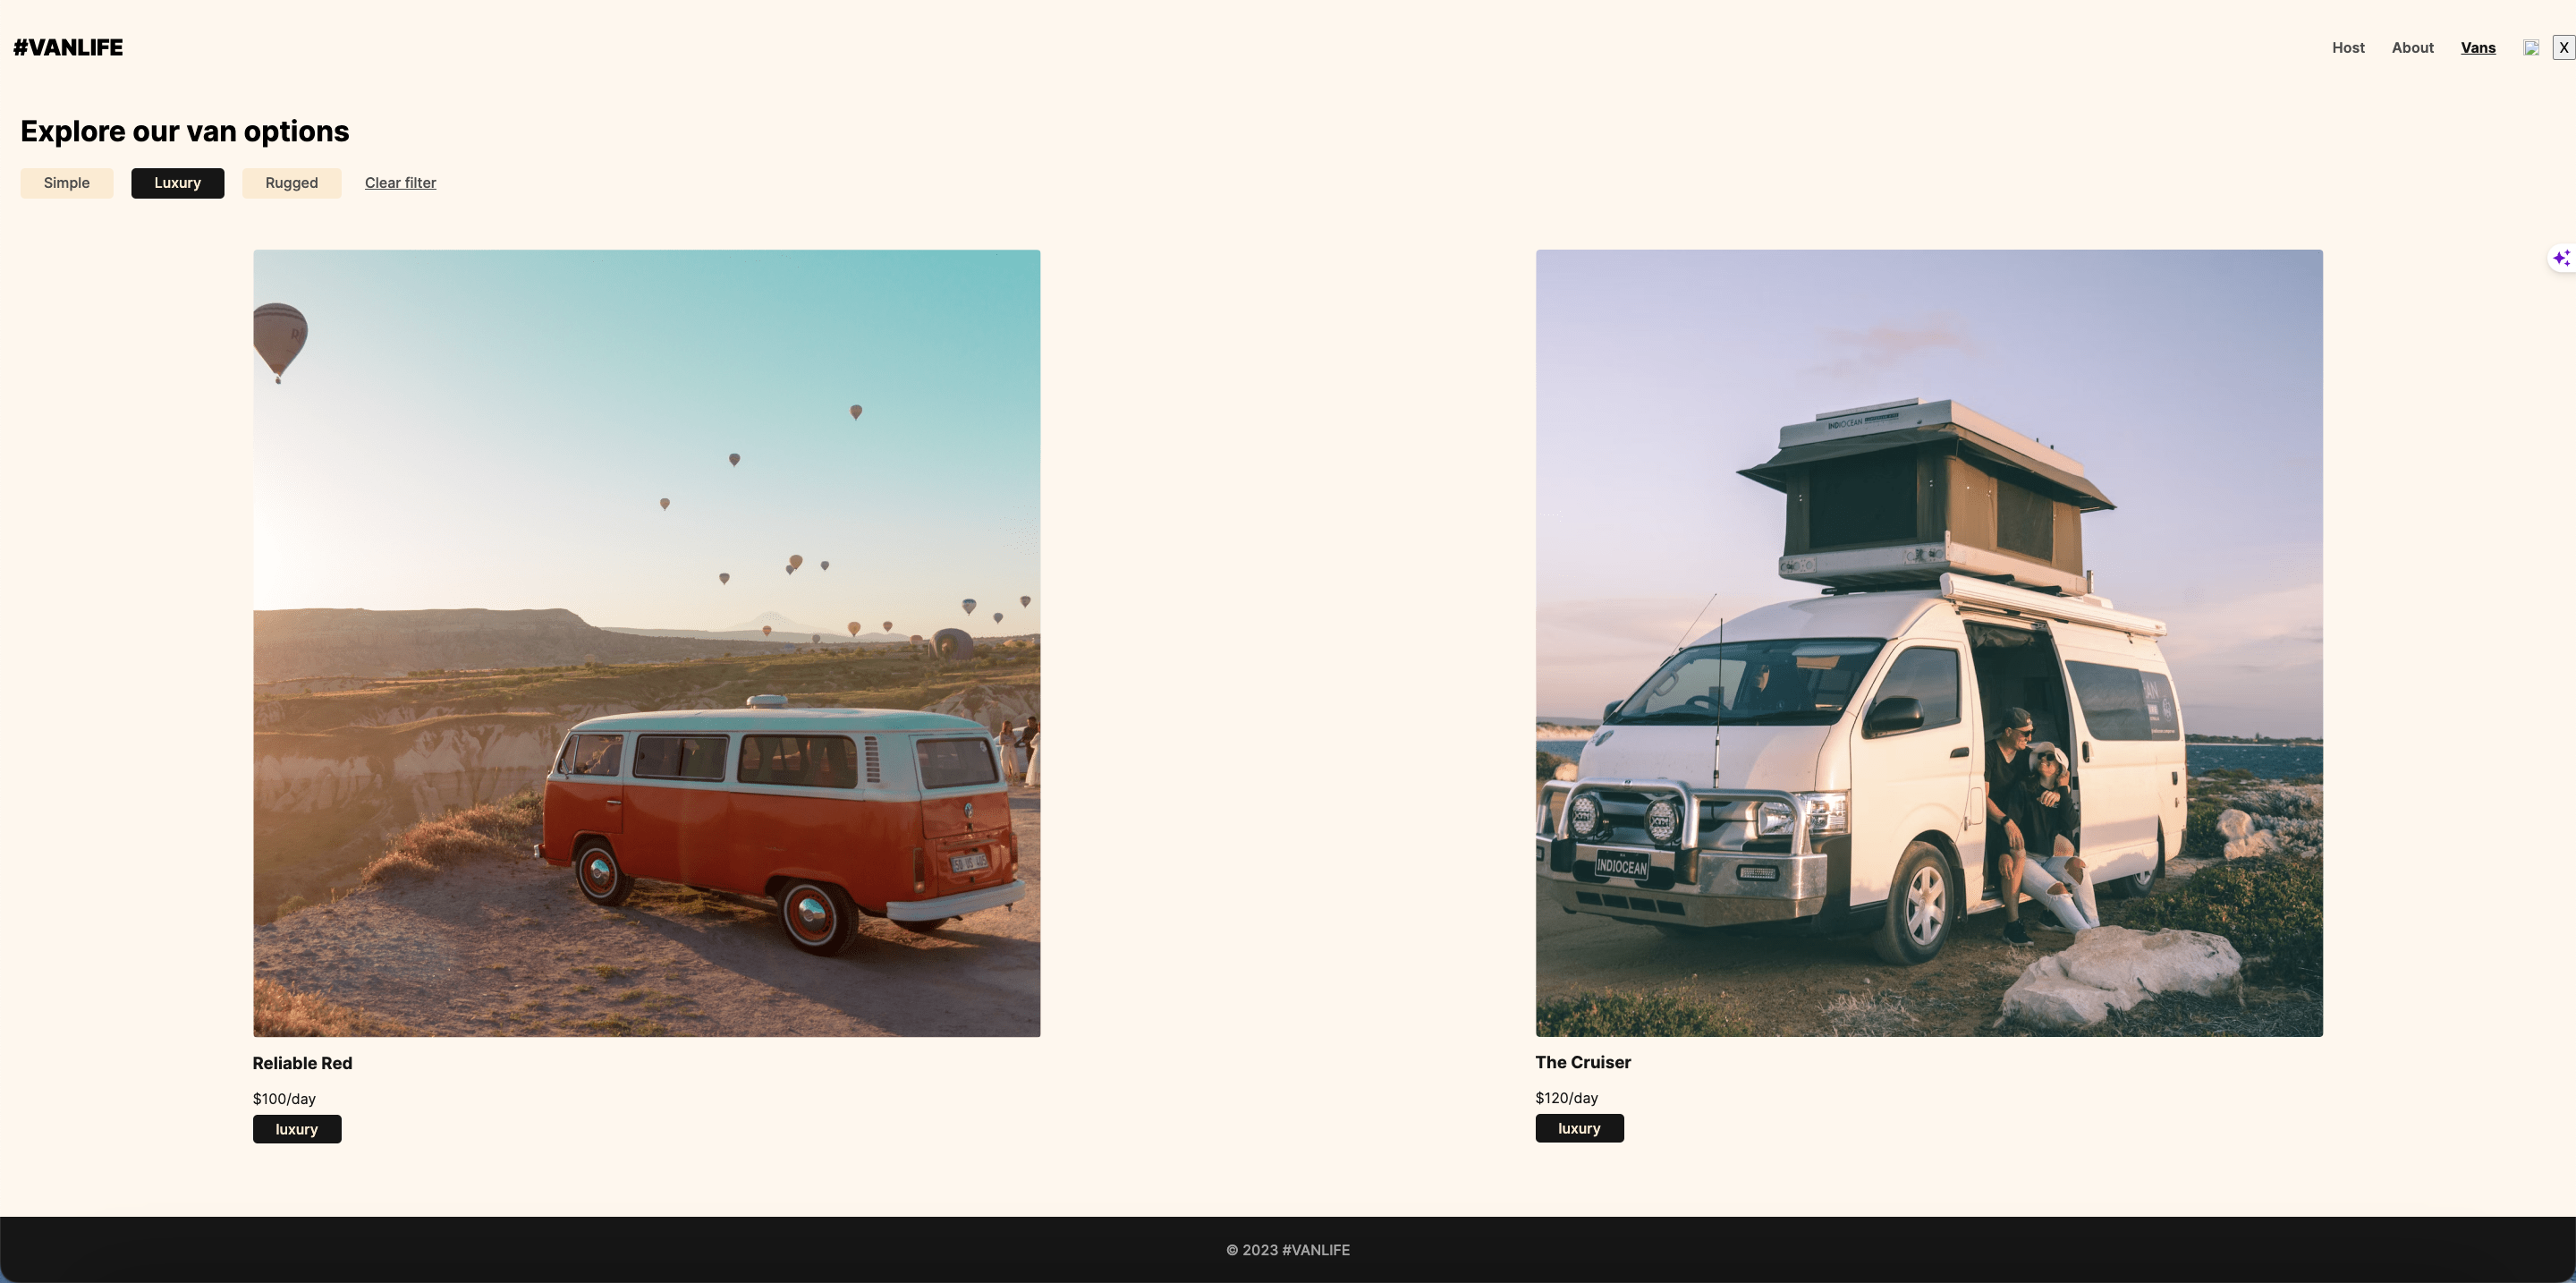 #VANLIFE
Host About Vans X
Explore our van options
Simple Luxury Rugged Clear filter
INDIOCEAN
INDIOCEAN
Reliable Red
$100/day
luxury
The Cruiser
$120/day
luxury
© 2023 #VANLIFE